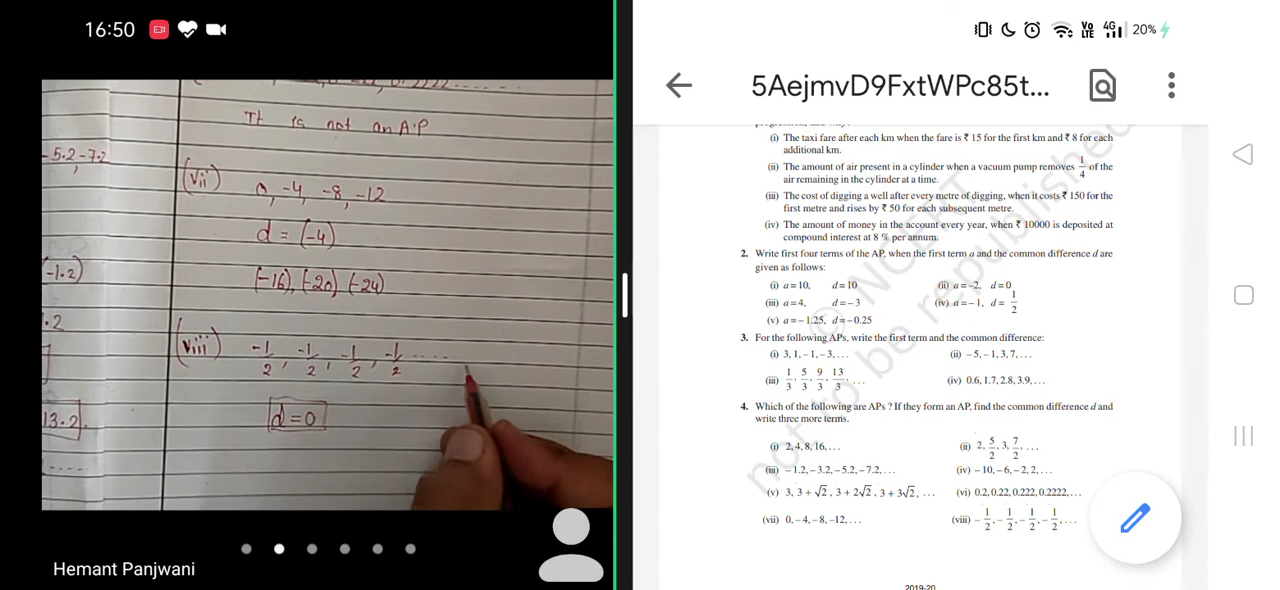 16:50
It is not an A.P
-5.2-7.2
,
(vii) 0, -4, -8, -12
d = (-4)
-1.2)
(-16), (-20), (-24)
.2
(viii) -1/2, -1/2, -1/2, -1/2 ......
d=0
13.2
.....
Hemant Panjwani
Vo LTE 4G 20%
5AejmvD9FxtWPc85t...
(i) The taxi fare after each km when the fare is ₹ 15 for the first km and ₹ 8 for each
additional km.
(ii) The amount of air present in a cylinder when a vacuum pump removes 1/4 of the
air remaining in the cylinder at a time.
(iii) The cost of digging a well after every metre of digging, when it costs ₹ 150 for the
first metre and rises by ₹ 50 for each subsequent metre.
(iv) The amount of money in the account every year, when ₹ 10000 is deposited at
compound interest at 8 % per annum.
2. Write first four terms of the AP, when the first term a and the common difference d are
given as follows:
(i) a = 10, d = 10 (ii) a = -2, d = 0
(iii) a = 4, d = - 3 (iv) a = - 1, d = 1/2
(v) a = - 1.25, d = -0.25
3. For the following APs, write the first term and the common difference:
(i) 3, 1, - 1, - 3, . . . (ii) - 5, - 1, 3, 7, . . .
(iii) 1/3, 5/3, 9/3, 13/3, . . . (iv) 0.6, 1.7, 2.8, 3.9, . . .
4. Which of the following are APs ? If they form an AP, find the common difference d and
write three more terms.
(i) 2, 4, 8, 16, . . . (ii) 2, 5/2, 3, 7/2, . . .
(iii) - 1.2, - 3.2, - 5.2, - 7.2, . . . (iv) - 10, - 6, - 2, 2, . . .
(v) 3, 3 + √2, 3 + 2√2, 3 + 3√2, . . . (vi) 0.2, 0.22, 0.222, 0.2222, . . .
(vii) 0, - 4, - 8, -12, . . . (viii) - 1/2, - 1/2, - 1/2, - 1/2, . . .
© NCERT
not to be republished
2019-20